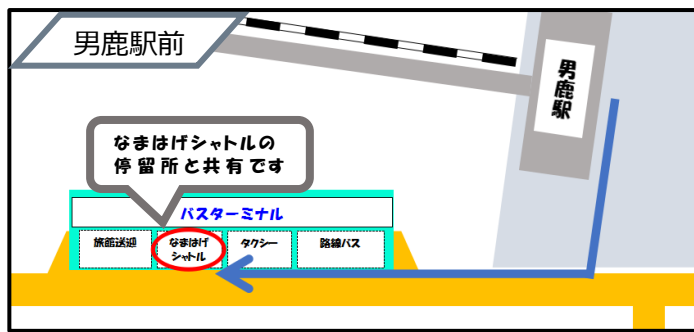 男鹿駅前
男鹿駅
なまはげシャトルの
停留所と共有です
バスターミナル
旅館送迎
なまはげ
シャトル
タクシー
路線バス